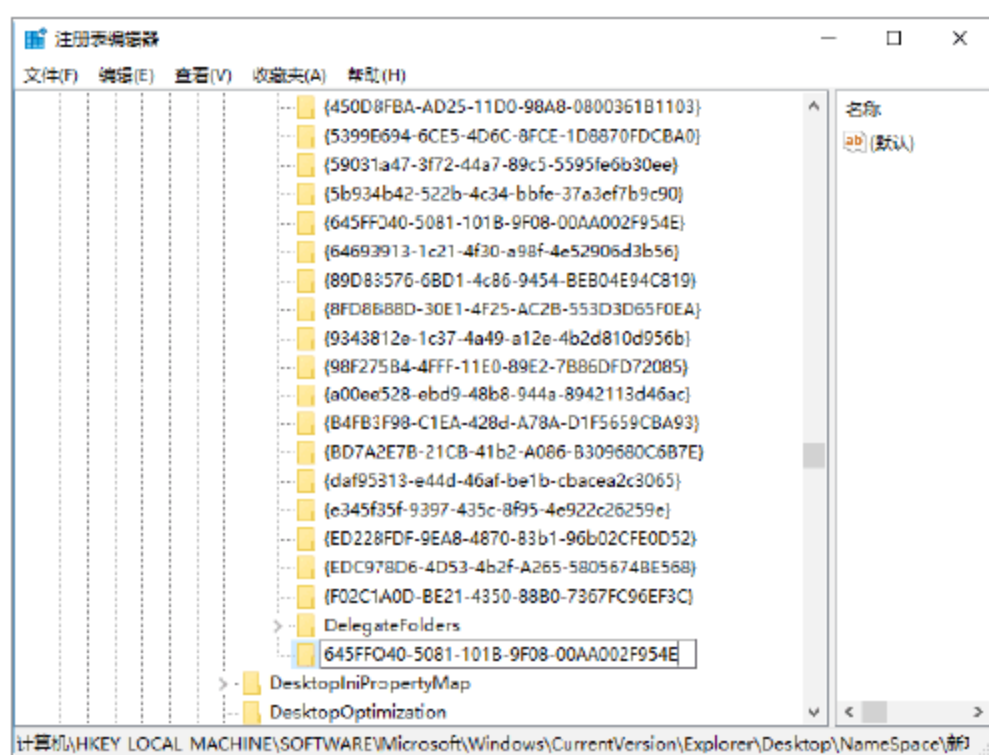 注册表编辑器
文件(F) 编辑(E) 查看(V) 收藏夹(A) 帮助(H)
名称
ab (默认)
{450D8FBA-AD25-11D0-98A8-0800361B1103}
{5399E694-6CE5-4D6C-8FCE-1D8870FDCBA0}
{59031a47-3f72-44a7-89c5-5595fe6b30ee}
{5b934b42-522b-4c34-bbfe-37a3ef7b9c90}
{645FF040-5081-101B-9F08-00AA002F954E}
{64693913-1c21-4f30-a98f-4e52906d3b56}
{89D83576-6BD1-4c86-9454-BEB04E94C819}
{8FD8B88D-30E1-4F25-AC2B-553D3D65F0EA}
{9343812e-1c37-4a49-a12e-4b2d810d956b}
{98F275B4-4FFF-11E0-89E2-7B86DFD72085}
{a00ee528-ebd9-48b8-944a-8942113d46ac}
{B4FB3F98-C1EA-428d-A78A-D1F5659CBA93}
{BD7A2E7B-21CB-41b2-A086-B309680C6B7E}
{daf95313-e44d-46af-be1b-cbacea2c3065}
{e345f35f-9397-435c-8f95-4e922c26259e}
{ED228FDF-9EA8-4870-83b1-96b02CFE0D52}
{EDC978D6-4D53-4b2f-A265-5805674BE568}
{F02C1A0D-BE21-4350-88B0-7367FC96EF3C}
DelegateFolders
645FFO40-5081-101B-9F08-00AA002F954E
DesktopIniPropertyMap
DesktopOptimization
计算机\HKEY_LOCAL_MACHINE\SOFTWARE\Microsoft\Windows\CurrentVersion\Explorer\Desktop\NameSpace\新